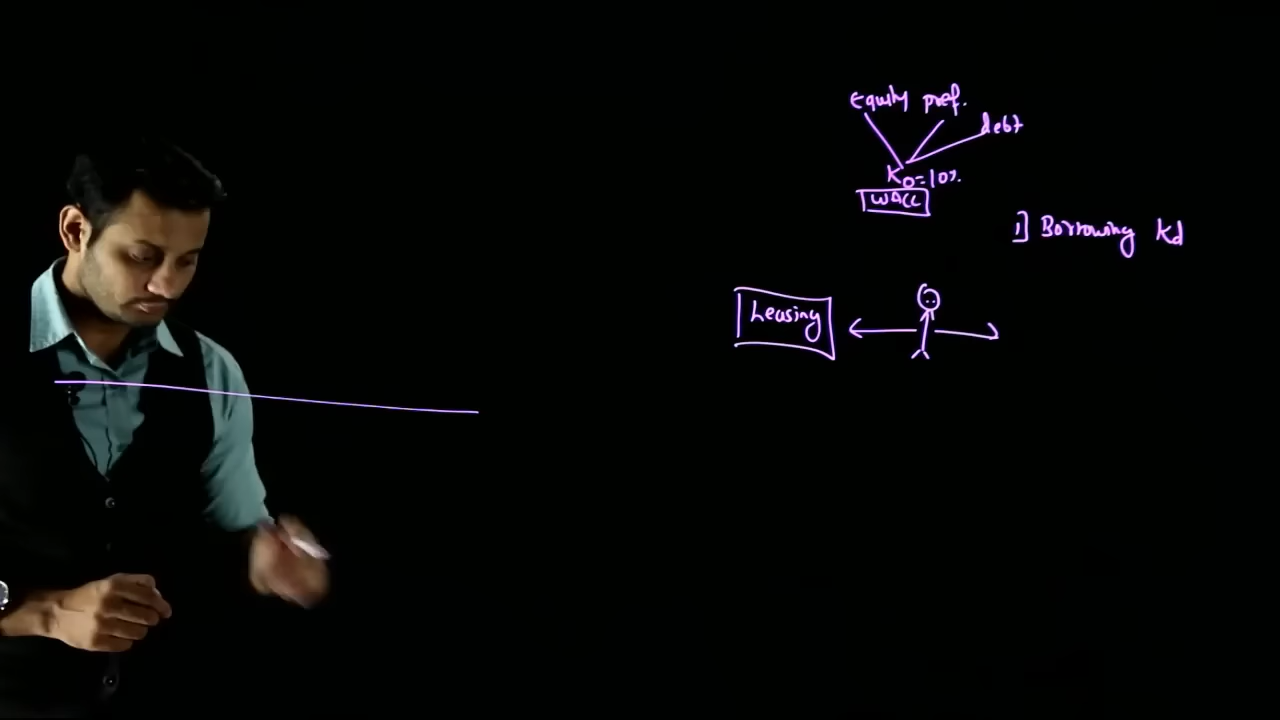 Equity pref.
debt
Ko=10%
WACC
1] Borrowing Kd
Leasing